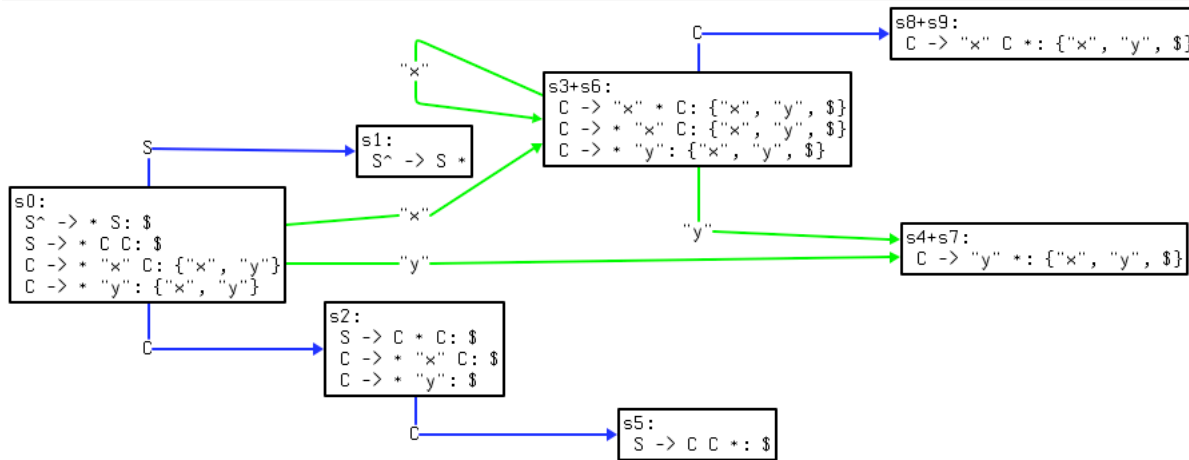 s8+s9:
C -> "x" C *: {"x", "y", $}
C
"x"
s3+s6:
C -> "x" * C: {"x", "y", $}
C -> * "x" C: {"x", "y", $}
C -> * "y": {"x", "y", $}
s1:
S^ -> S *
S
s0:
S^ -> * S: $
S -> * C C: $
C -> * "x" C: {"x", "y"}
C -> * "y": {"x", "y"}
"x"
"y"
"y"
s4+s7:
C -> "y" *: {"x", "y", $}
C
s2:
S -> C * C: $
C -> * "x" C: $
C -> * "y": $
C
s5:
S -> C C *: $